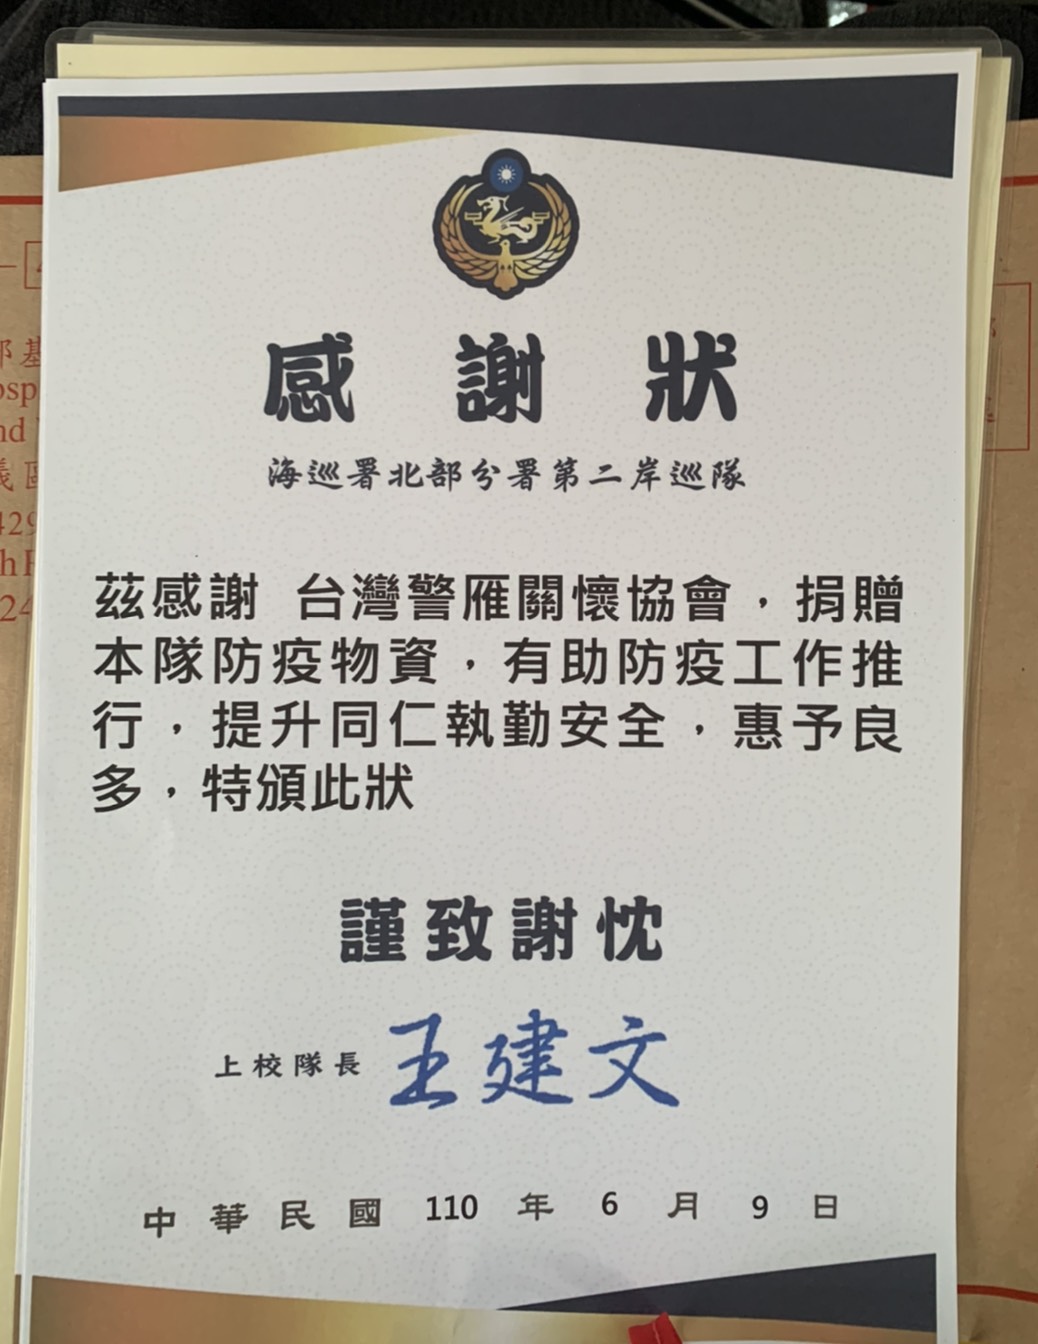 感謝狀
海巡署北部分署第二岸巡隊
茲感謝 台灣警雁關懷協會，捐贈
本隊防疫物資，有助防疫工作推
行，提升同仁執勤安全，惠予良
多，特頒此狀
謹致謝忱
上校隊長 王建文
中華民國 110 年 6 月 9 日
osp
nd
429
h
24